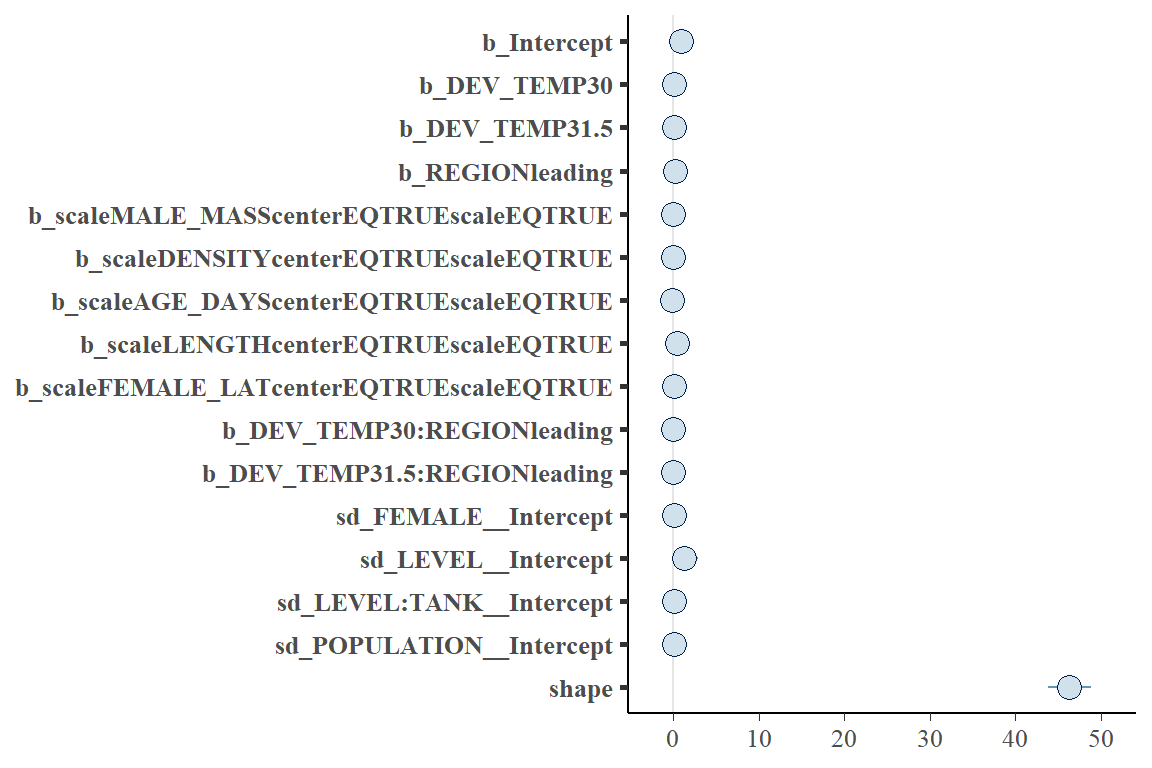 b_Intercept
b_DEV_TEMP30
b_DEV_TEMP31.5
b_REGIONleading
b_scaleMALE_MASScenterEQTRUEscaleEQTRUE
b_scaleDENSITYcenterEQTRUEscaleEQTRUE
b_scaleAGE_DAYScenterEQTRUEscaleEQTRUE
b_scaleLENGTHcenterEQTRUEscaleEQTRUE
b_scaleFEMALE_LATcenterEQTRUEscaleEQTRUE
b_DEV_TEMP30:REGIONleading
b_DEV_TEMP31.5:REGIONleading
sd_FEMALE__Intercept
sd_LEVEL__Intercept
sd_LEVEL:TANK__Intercept
sd_POPULATION__Intercept
shape
0 10 20 30 40 50